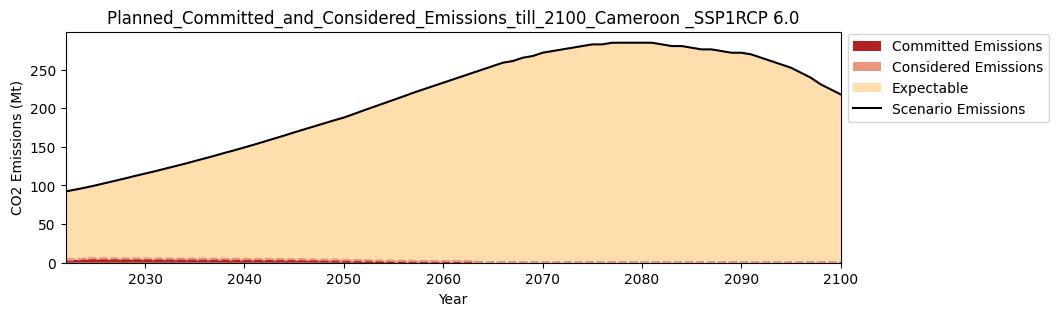 Planned_Committed_and_Considered_Emissions_till_2100_Cameroon _SSP1RCP 6.0
Committed Emissions
Considered Emissions
Expectable
Scenario Emissions
CO2 Emissions (Mt)
250
200
150
100
50
0
2030 2040 2050 2060 2070 2080 2090 2100
Year